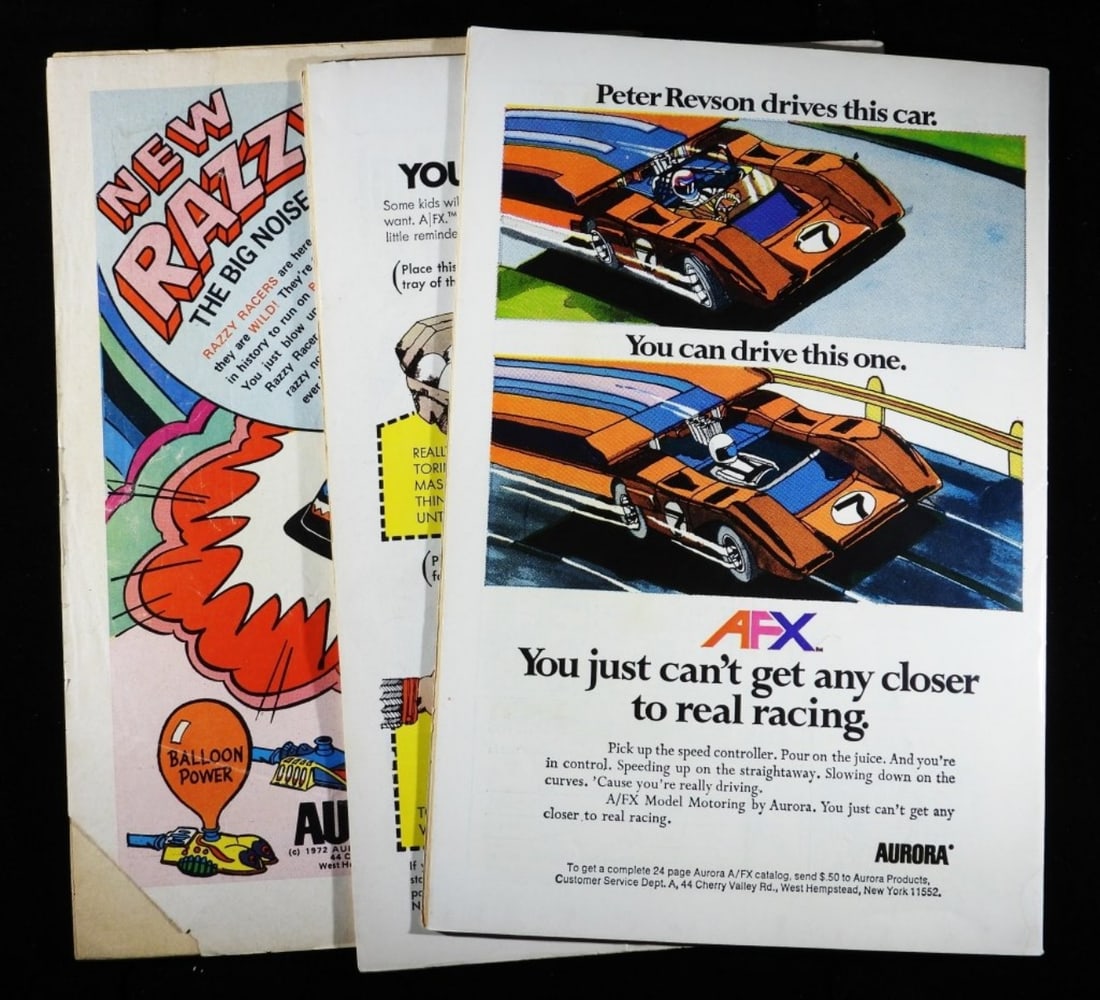 NEW
RAZZ
THE BIG NOISE
RAZZY RACERS are here
they are WILD! They're
in history to run on
You just blow
Razzy Racer
razzy
ever
BALLOON
POWER
AU
(c) 1972
44
West
YOU
Some kids
want. A/FX.™
little reminde
(Place this
tray of th
REALL
TORI
MAS
THIN
UNT
Peter Revson drives this car.
7
7
You can drive this one.
7
7
AFX™
You just can't get any closer
to real racing.
Pick up the speed controller. Pour on the juice. And you're
in control. Speeding up on the straightaway. Slowing down on the
curves. 'Cause you're really driving.
A/FX Model Motoring by Aurora. You just can't get any
closer to real racing.
AURORA®
To get a complete 24 page Aurora A/FX catalog, send $.50 to Aurora Products,
Customer Service Dept. A, 44 Cherry Valley Rd., West Hempstead, New York 11552.